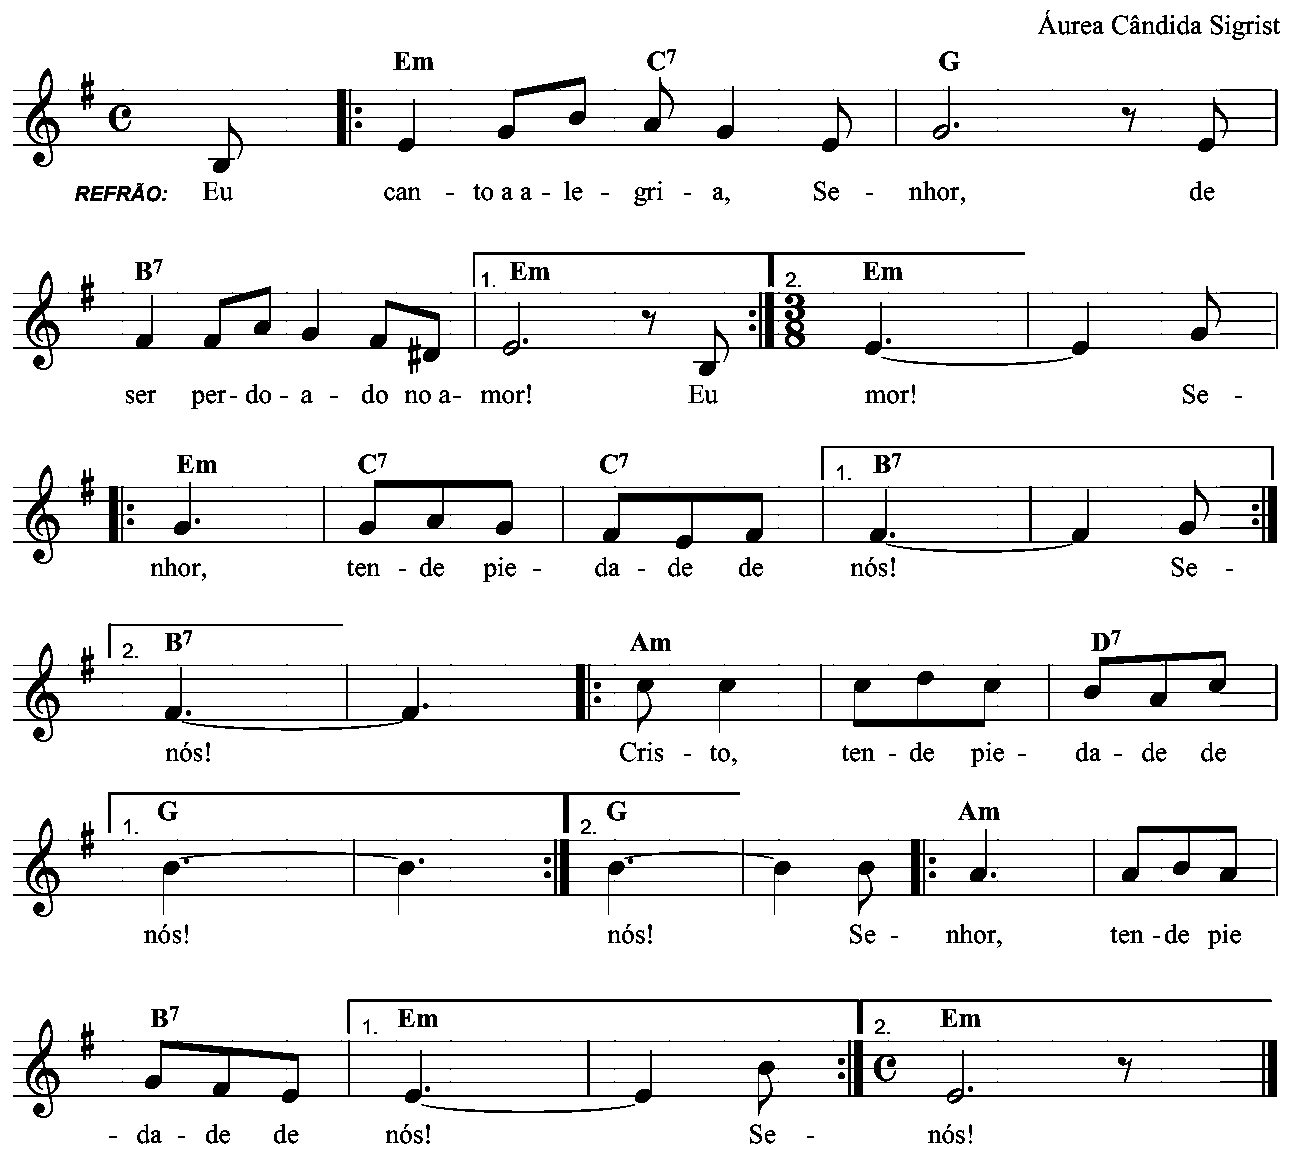 Áurea Cândida Sigrist
Em C7 G
REFRÃO: Eu can - to a a - le - gri - a, Se - nhor, de
B7 1. Em 2. Em
3 8
ser per - do - a - do no a - mor! Eu mor! Se -
Em C7 C7 1. B7
nhor, ten - de pie - da - de de nós! Se -
2. B7 Am D7
nós! Cris - to, ten - de pie - da - de de
1. G 2. G Am
nós! nós! Se - nhor, ten - de pie
B7 1. Em 2. Em
- da - de de nós! Se - nós!